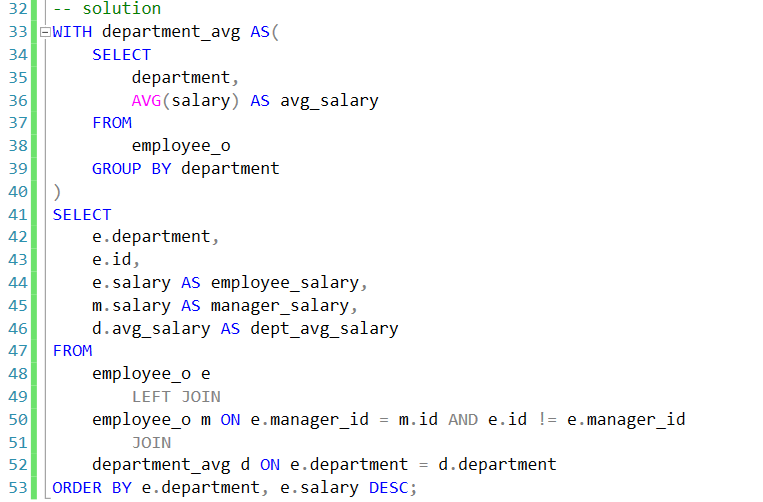 32 -- solution
33 WITH department_avg AS(
34 SELECT
35 department,
36 AVG(salary) AS avg_salary
37 FROM
38 employee_o
39 GROUP BY department
40 )
41 SELECT
42 e.department,
43 e.id,
44 e.salary AS employee_salary,
45 m.salary AS manager_salary,
46 d.avg_salary AS dept_avg_salary
47 FROM
48 employee_o e
49 LEFT JOIN
50 employee_o m ON e.manager_id = m.id AND e.id != e.manager_id
51 JOIN
52 department_avg d ON e.department = d.department
53 ORDER BY e.department, e.salary DESC;